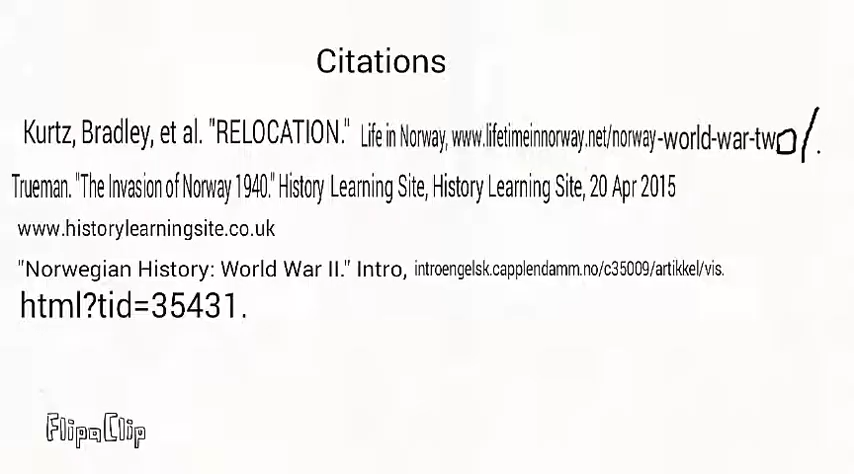 Citations
Kurtz, Bradley, et al. "RELOCATION." Life in Norway, www.lifetimeinnorway.net/norway-world-war-two/.
Trueman. "The Invasion of Norway 1940." History Learning Site, History Learning Site, 20 Apr 2015
www.historylearningsite.co.uk
"Norwegian History: World War II." Intro, introengelsk.capplendamm.no/c35009/artikkel/vis.
html?tid=35431.
FlipaClip